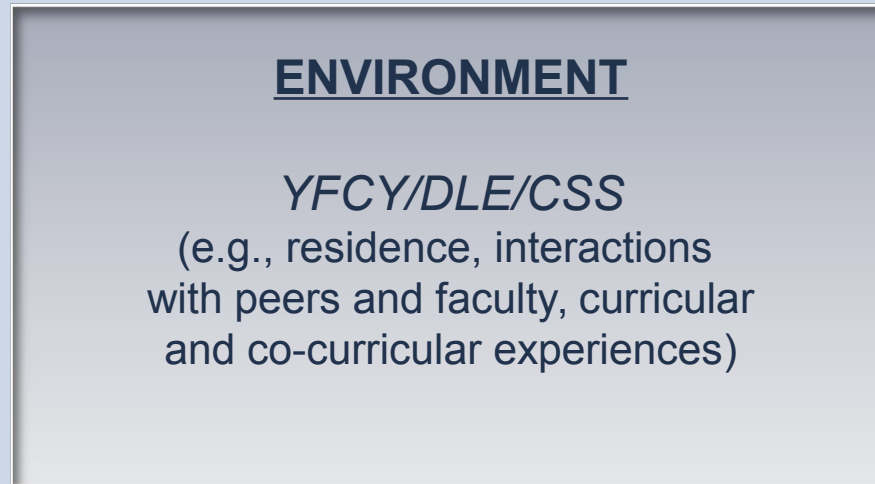 ENVIRONMENT
YFCY/DLE/CSS
(e.g., residence, interactions
with peers and faculty, curricular
and co-curricular experiences)